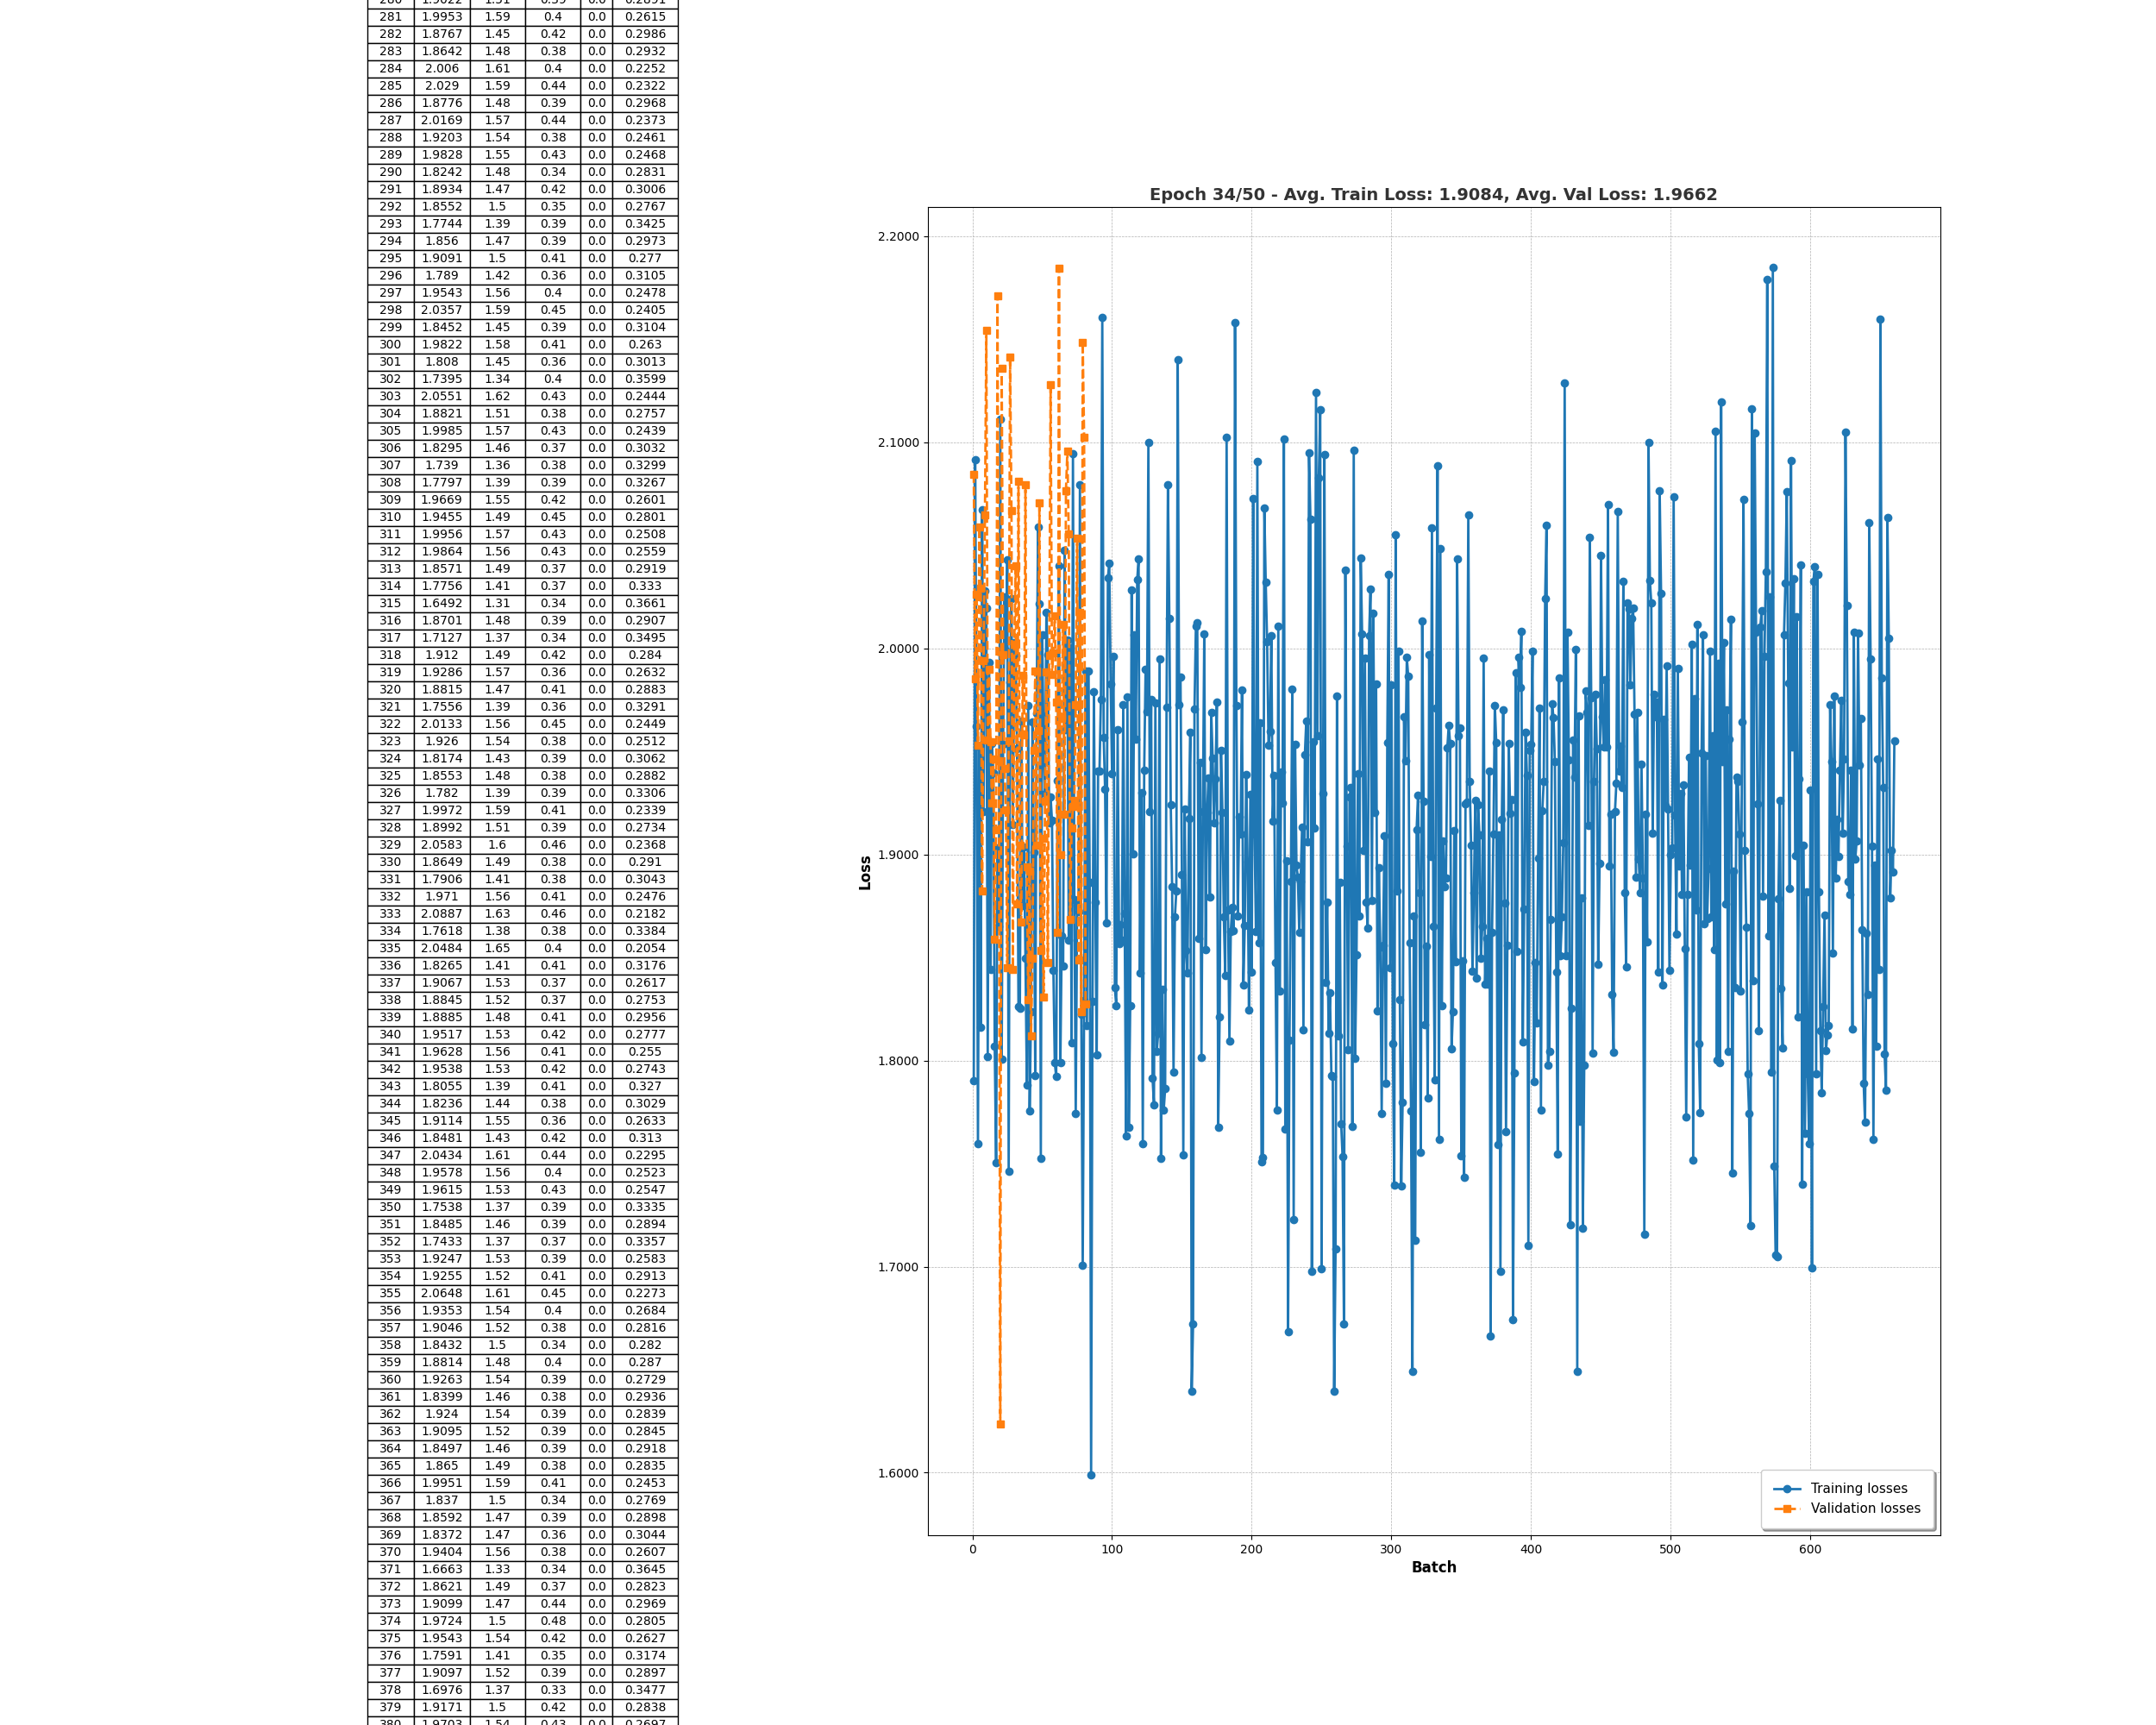 281 1.9953 1.59 0.4 0.0 0.2615
282 1.8767 1.45 0.42 0.0 0.2986
283 1.8642 1.48 0.38 0.0 0.2932
284 2.006 1.61 0.4 0.0 0.2252
285 2.029 1.59 0.44 0.0 0.2322
286 1.8776 1.48 0.39 0.0 0.2968
287 2.0169 1.57 0.44 0.0 0.2373
288 1.9203 1.54 0.38 0.0 0.2461
289 1.9828 1.55 0.43 0.0 0.2468
290 1.8242 1.48 0.34 0.0 0.2831
291 1.8934 1.47 0.42 0.0 0.3006
292 1.8552 1.5 0.35 0.0 0.2767
293 1.7744 1.39 0.39 0.0 0.3425
294 1.856 1.47 0.39 0.0 0.2973
295 1.9091 1.5 0.41 0.0 0.277
296 1.789 1.42 0.36 0.0 0.3105
297 1.9543 1.56 0.4 0.0 0.2478
298 2.0357 1.59 0.45 0.0 0.2405
299 1.8452 1.45 0.39 0.0 0.3104
300 1.9822 1.58 0.41 0.0 0.263
301 1.808 1.45 0.36 0.0 0.3013
302 1.7395 1.34 0.4 0.0 0.3599
303 2.0551 1.62 0.43 0.0 0.2444
304 1.8821 1.51 0.38 0.0 0.2757
305 1.9985 1.57 0.43 0.0 0.2439
306 1.8295 1.46 0.37 0.0 0.3032
307 1.739 1.36 0.38 0.0 0.3299
308 1.7797 1.39 0.39 0.0 0.3267
309 1.9669 1.55 0.42 0.0 0.2601
310 1.9455 1.49 0.45 0.0 0.2801
311 1.9956 1.57 0.43 0.0 0.2508
312 1.9864 1.56 0.43 0.0 0.2559
313 1.8571 1.49 0.37 0.0 0.2919
314 1.7756 1.41 0.37 0.0 0.333
315 1.6492 1.31 0.34 0.0 0.3661
316 1.8701 1.48 0.39 0.0 0.2907
317 1.7127 1.37 0.34 0.0 0.3495
318 1.912 1.49 0.42 0.0 0.284
319 1.9286 1.57 0.36 0.0 0.2632
320 1.8815 1.47 0.41 0.0 0.2883
321 1.7556 1.39 0.36 0.0 0.3291
322 2.0133 1.56 0.45 0.0 0.2449
323 1.926 1.54 0.38 0.0 0.2512
324 1.8174 1.43 0.39 0.0 0.3062
325 1.8553 1.48 0.38 0.0 0.2882
326 1.782 1.39 0.39 0.0 0.3306
327 1.9972 1.59 0.41 0.0 0.2339
328 1.8992 1.51 0.39 0.0 0.2734
329 2.0583 1.6 0.46 0.0 0.2368
330 1.8649 1.49 0.38 0.0 0.291
331 1.7906 1.41 0.38 0.0 0.3043
332 1.971 1.56 0.41 0.0 0.2476
333 2.0887 1.63 0.46 0.0 0.2182
334 1.7618 1.38 0.38 0.0 0.3384
335 2.0484 1.65 0.4 0.0 0.2054
336 1.8265 1.41 0.41 0.0 0.3176
337 1.9067 1.53 0.37 0.0 0.2617
338 1.8845 1.52 0.37 0.0 0.2753
339 1.8885 1.48 0.41 0.0 0.2956
340 1.9517 1.53 0.42 0.0 0.2777
341 1.9628 1.56 0.41 0.0 0.255
342 1.9538 1.53 0.42 0.0 0.2743
343 1.8055 1.39 0.41 0.0 0.327
344 1.8236 1.44 0.38 0.0 0.3029
345 1.9114 1.55 0.36 0.0 0.2633
346 1.8481 1.43 0.42 0.0 0.313
347 2.0434 1.61 0.44 0.0 0.2295
348 1.9578 1.56 0.4 0.0 0.2523
349 1.9615 1.53 0.43 0.0 0.2547
350 1.7538 1.37 0.39 0.0 0.3335
351 1.8485 1.46 0.39 0.0 0.2894
352 1.7433 1.37 0.37 0.0 0.3357
353 1.9247 1.53 0.39 0.0 0.2583
354 1.9255 1.52 0.41 0.0 0.2913
355 2.0648 1.61 0.45 0.0 0.2273
356 1.9353 1.54 0.4 0.0 0.2684
357 1.9046 1.52 0.38 0.0 0.2816
358 1.8432 1.5 0.34 0.0 0.282
359 1.8814 1.48 0.4 0.0 0.287
360 1.9263 1.54 0.39 0.0 0.2729
361 1.8399 1.46 0.38 0.0 0.2936
362 1.924 1.54 0.39 0.0 0.2839
363 1.9095 1.52 0.39 0.0 0.2845
364 1.8497 1.46 0.39 0.0 0.2918
365 1.865 1.49 0.38 0.0 0.2835
366 1.9951 1.59 0.41 0.0 0.2453
367 1.837 1.5 0.34 0.0 0.2769
368 1.8592 1.47 0.39 0.0 0.2898
369 1.8372 1.47 0.36 0.0 0.3044
370 1.9404 1.56 0.38 0.0 0.2607
371 1.6663 1.33 0.34 0.0 0.3645
372 1.8621 1.49 0.37 0.0 0.2823
373 1.9099 1.47 0.44 0.0 0.2969
374 1.9724 1.5 0.48 0.0 0.2805
375 1.9543 1.54 0.42 0.0 0.2627
376 1.7591 1.41 0.35 0.0 0.3174
377 1.9097 1.52 0.39 0.0 0.2897
378 1.6976 1.37 0.33 0.0 0.3477
379 1.9171 1.5 0.42 0.0 0.2838
380 1.9703 1.54 0.43 0.0 0.2697
Epoch 34/50 - Avg. Train Loss: 1.9084, Avg. Val Loss: 1.9662
2.2000
2.1000
2.0000
1.9000
1.8000
1.7000
1.6000
Loss
0 100 200 300 400 500 600
Batch
Training losses
Validation losses